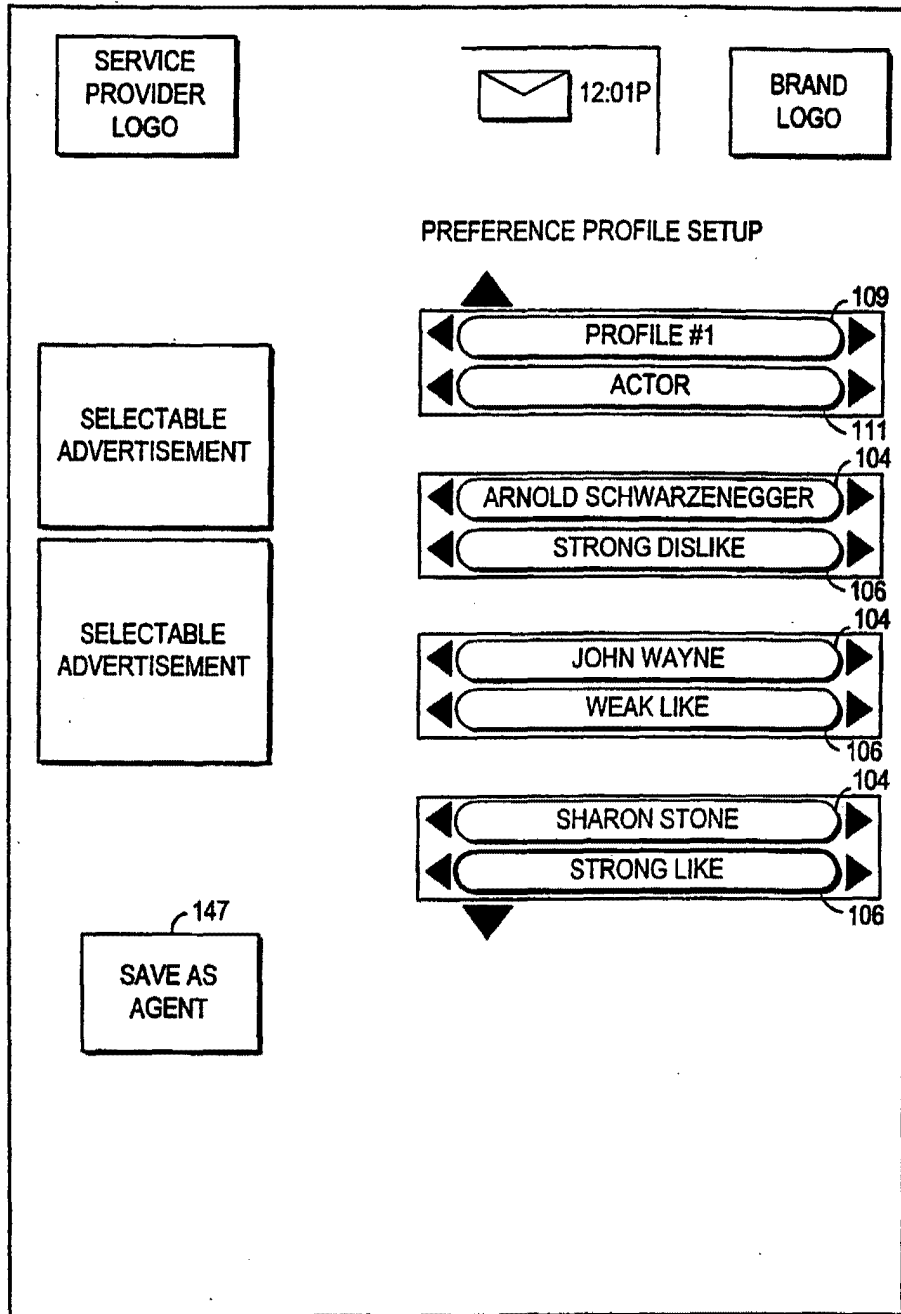 SERVICE
PROVIDER
LOGO
12:01P
BRAND
LOGO
PREFERENCE PROFILE SETUP
109
PROFILE #1
ACTOR
111
SELECTABLE
ADVERTISEMENT
104
ARNOLD SCHWARZENEGGER
STRONG DISLIKE
106
SELECTABLE
ADVERTISEMENT
104
JOHN WAYNE
WEAK LIKE
106
104
SHARON STONE
STRONG LIKE
106
147
SAVE AS
AGENT